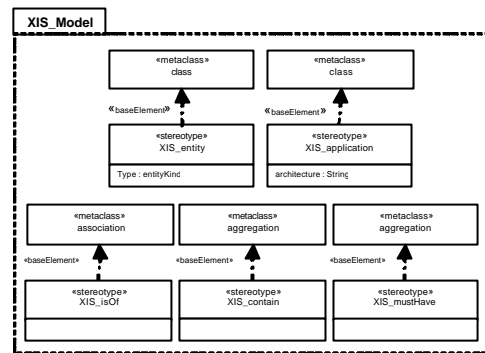 XIS_Model
«metaclass»
class
«metaclass»
class
«baseElement»
«baseElement»
«stereotype»
XIS_entity
Type : entityKind
«stereotype»
XIS_application
architecture : String
«metaclass»
association
«metaclass»
aggregation
«metaclass»
aggregation
«baseElement»
«baseElement»
«baseElement»
«stereotype»
XIS_isOf
«stereotype»
XIS_contain
«stereotype»
XIS_mustHave